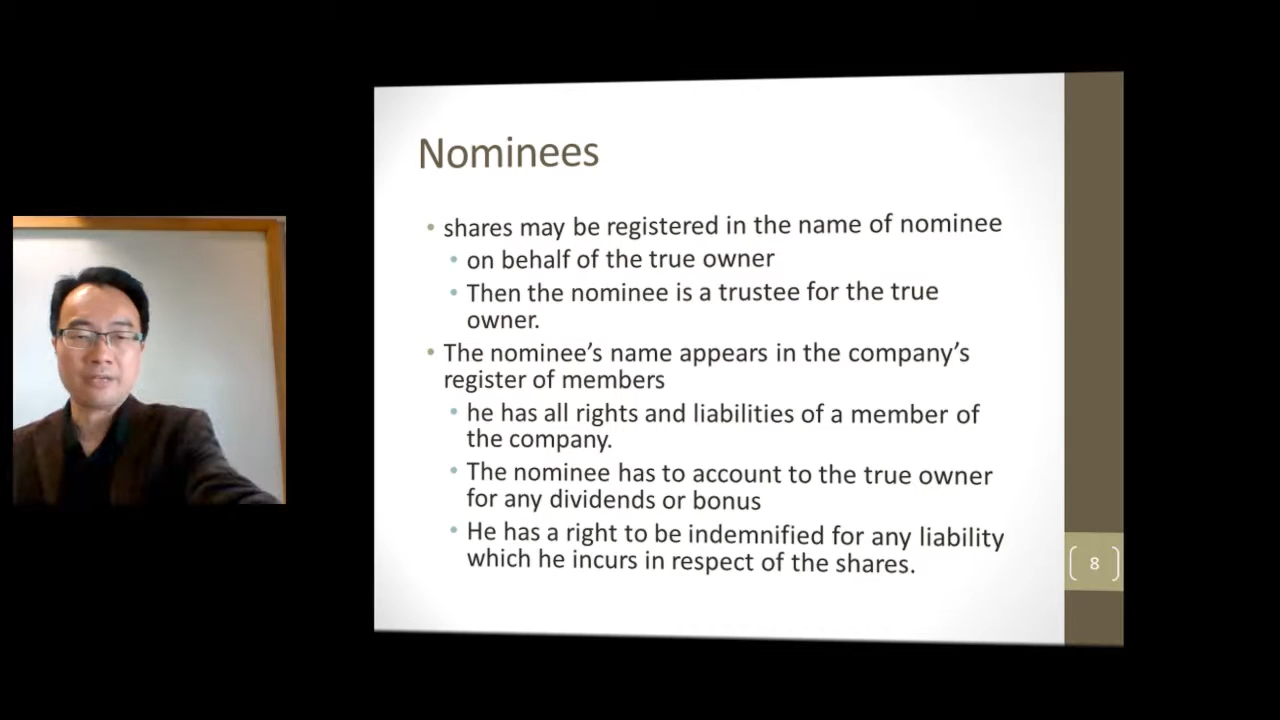 Nominees
• shares may be registered in the name of nominee
• on behalf of the true owner
• Then the nominee is a trustee for the true
owner.
• The nominee’s name appears in the company’s
register of members
• he has all rights and liabilities of a member of
the company.
• The nominee has to account to the true owner
for any dividends or bonus
• He has a right to be indemnified for any liability
which he incurs in respect of the shares.
8